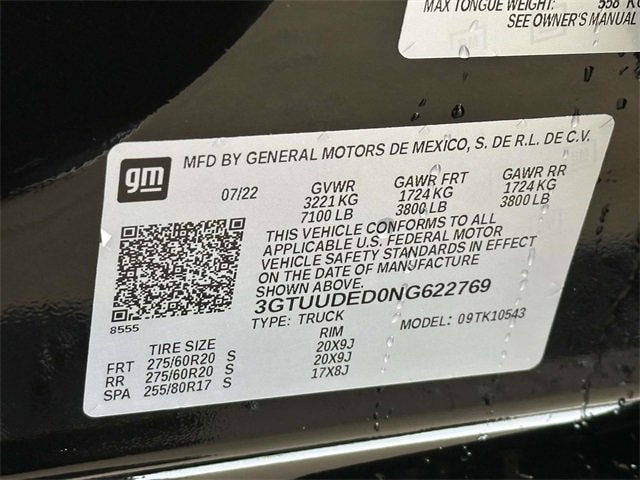 MAX TONGUE WEIGHT: 558 KG
SEE OWNER'S MANUAL
gm
MFD BY GENERAL MOTORS DE MEXICO, S. DE R.L. DE C.V.
07/22 GVWR GAWR FRT GAWR RR
3221 KG 1724 KG 1724 KG
7100 LB 3800 LB 3800 LB
THIS VEHICLE CONFORMS TO ALL
APPLICABLE U.S. FEDERAL MOTOR
VEHICLE SAFETY STANDARDS IN EFFECT
ON THE DATE OF MANUFACTURE
SHOWN ABOVE.
3GTUUDED0NG622769
8555
TYPE: TRUCK MODEL: 09TK10543
TIRE SIZE RIM
FRT 275/60R20 S 20X9J
RR 275/60R20 S 20X9J
SPA 255/80R17 S 17X8J